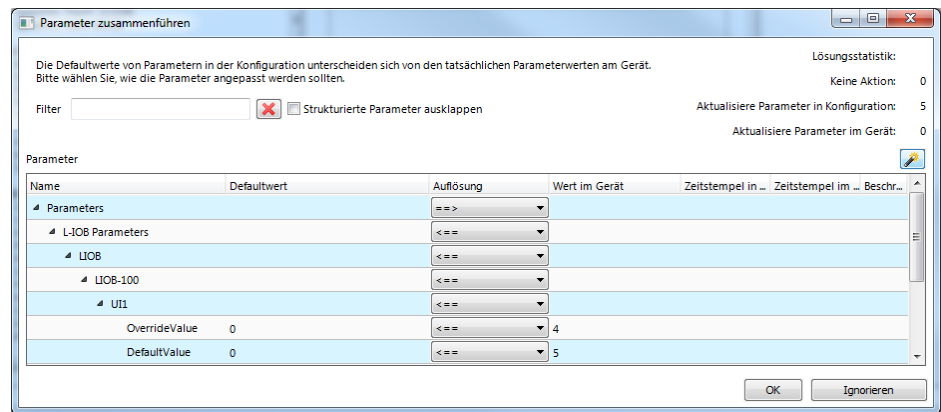 Parameter zusammenführen
Die Defaultwerte von Parametern in der Konfiguration unterscheiden sich von den tatsächlichen Parameterwerten am Gerät.
Bitte wählen Sie, wie die Parameter angepasst werden sollten.
Lösungsstatistik:
Keine Aktion: 0
Filter Strukturierte Parameter ausklappen
Aktualisiere Parameter in Konfiguration: 5
Aktualisiere Parameter im Gerät: 0
Parameter
Name Defaultwert Auflösung Wert im Gerät Zeitstempel in ... Zeitstempel im ... Beschr...
Parameters ==>
L-IOB Parameters <==
LIOB <==
LIOB-100 <==
UI1 <==
OverrideValue 0 <== 4
DefaultValue 0 <== 5
OK Ignorieren